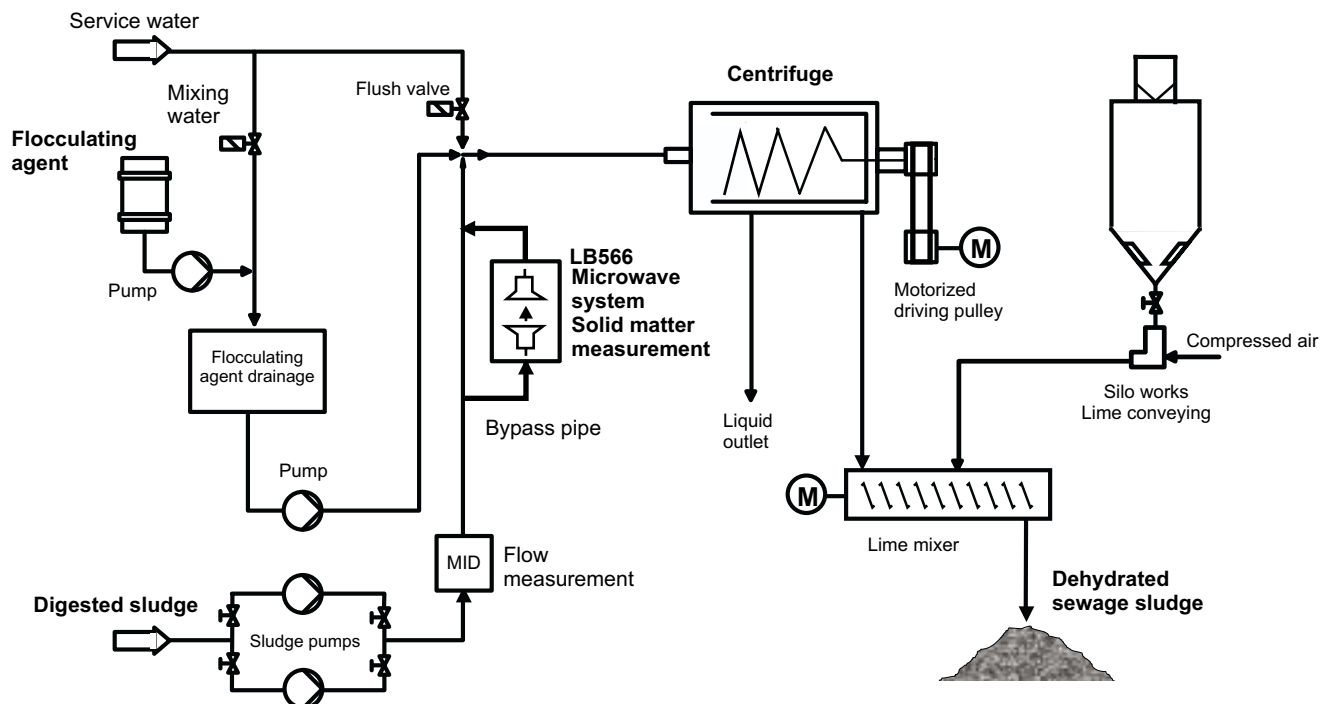 Service water
Mixing
water
Flush valve
Flocculating
agent
Pump
Flocculating
agent drainage
Pump
Digested sludge
Sludge pumps
MID
Flow
measurement
Bypass pipe
LB566
Microwave
system
Solid matter
measurement
Centrifuge
M
Motorized
driving pulley
Liquid
outlet
Compressed air
Silo works
Lime conveying
M
Lime mixer
Dehydrated
sewage sludge